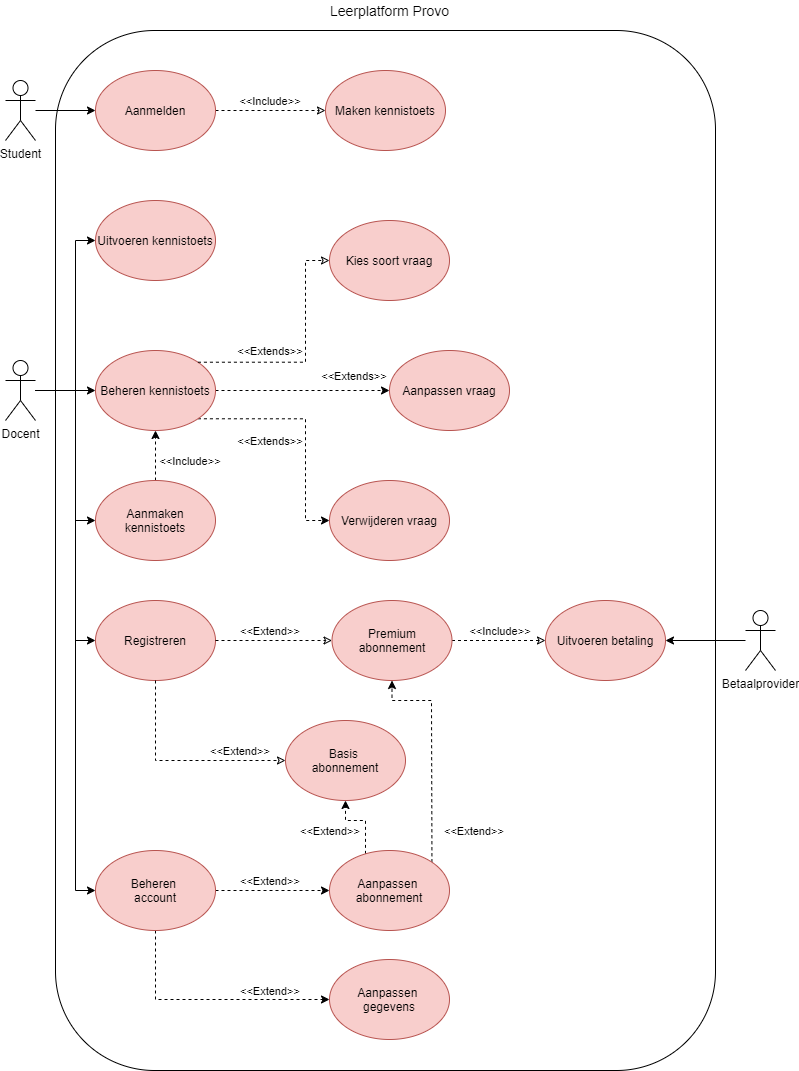 Leerplatform Provo
Aanmelden
<<Include>>
Maken kennistoets
Student
Uitvoeren kennistoets
Kies soort vraag
<<Extends>>
Beheren kennistoets
<<Extends>>
Aanpassen vraag
Docent
<<Extends>>
<<Include>>
Aanmaken
kennistoets
Verwijderen vraag
Registreren
<<Extend>>
Premium
abonnement
<<Include>>
Uitvoeren betaling
Betaalprovider
<<Extend>>
Basis
abonnement
<<Extend>>
<<Extend>>
Beheren
account
<<Extend>>
Aanpassen
abonnement
<<Extend>>
Aanpassen
gegevens